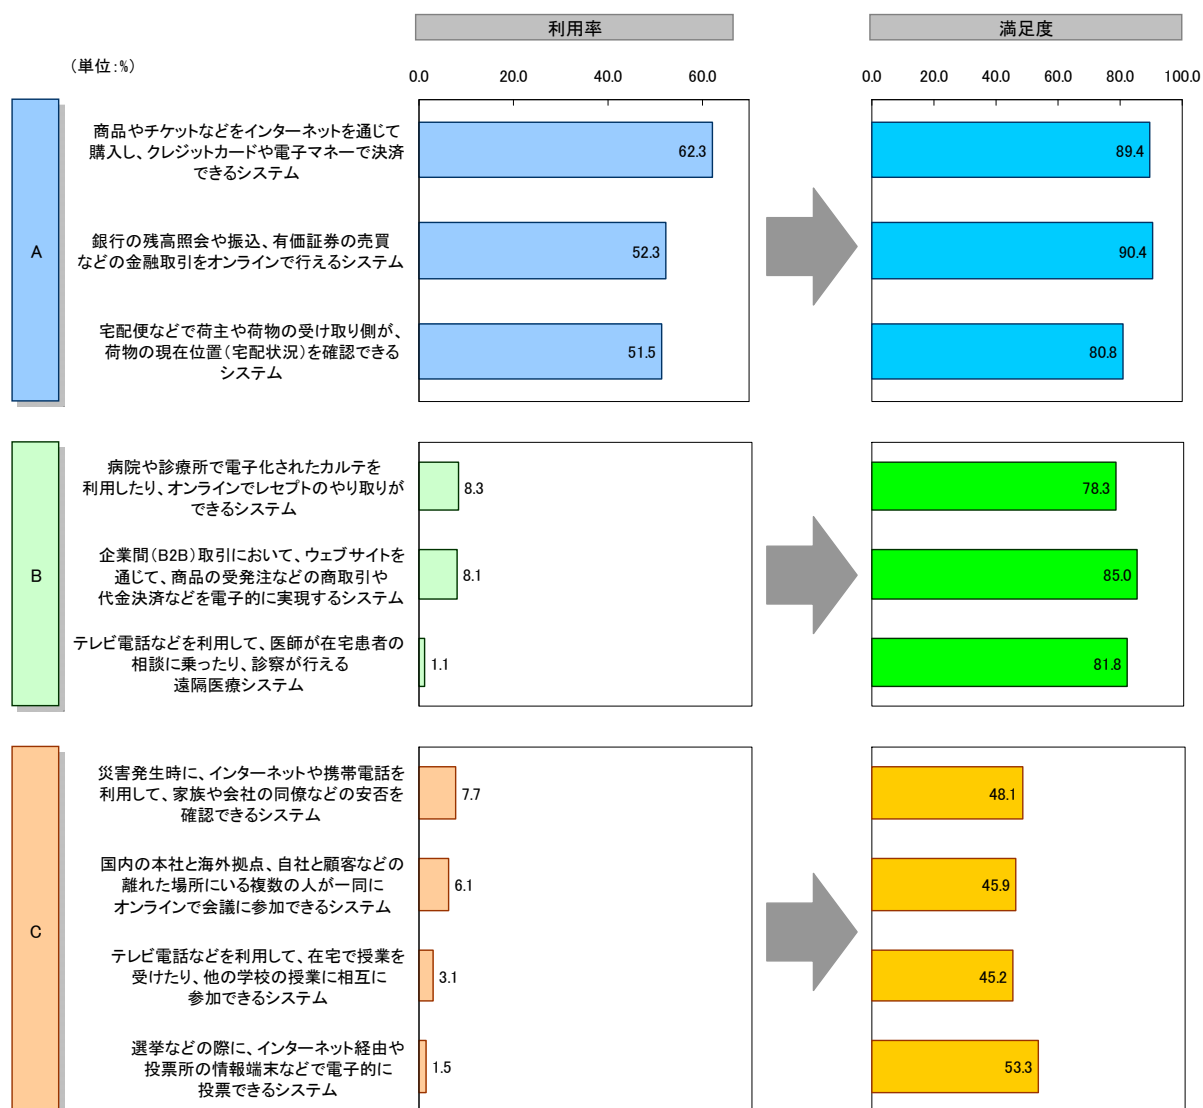 利用率
満足度
(単位:%)
0.0 20.0 40.0 60.0
0.0 20.0 40.0 60.0 80.0 100.0
A
商品やチケットなどをインターネットを通じて
購入し、クレジットカードや電子マネーで決済
できるシステム
62.3
89.4
銀行の残高照会や振込、有価証券の売買
などの金融取引をオンラインで行えるシステム
52.3
90.4
宅配便などで荷主や荷物の受け取り側が、
荷物の現在位置(宅配状況)を確認できる
システム
51.5
80.8
B
病院や診療所で電子化されたカルテを
利用したり、オンラインでレセプトのやり取りが
できるシステム
8.3
78.3
企業間(B2B)取引において、ウェブサイトを
通じて、商品の受発注などの商取引や
代金決済などを電子的に実現するシステム
8.1
85.0
テレビ電話などを利用して、医師が在宅患者の
相談に乗ったり、診察が行える
遠隔医療システム
1.1
81.8
C
災害発生時に、インターネットや携帯電話を
利用して、家族や会社の同僚などの安否を
確認できるシステム
7.7
48.1
国内の本社と海外拠点、自社と顧客などの
離れた場所にいる複数の人が一同に
オンラインで会議に参加できるシステム
6.1
45.9
テレビ電話などを利用して、在宅で授業を
受けたり、他の学校の授業に相互に
参加できるシステム
3.1
45.2
選挙などの際に、インターネット経由や
投票所の情報端末などで電子的に
投票できるシステム
1.5
53.3